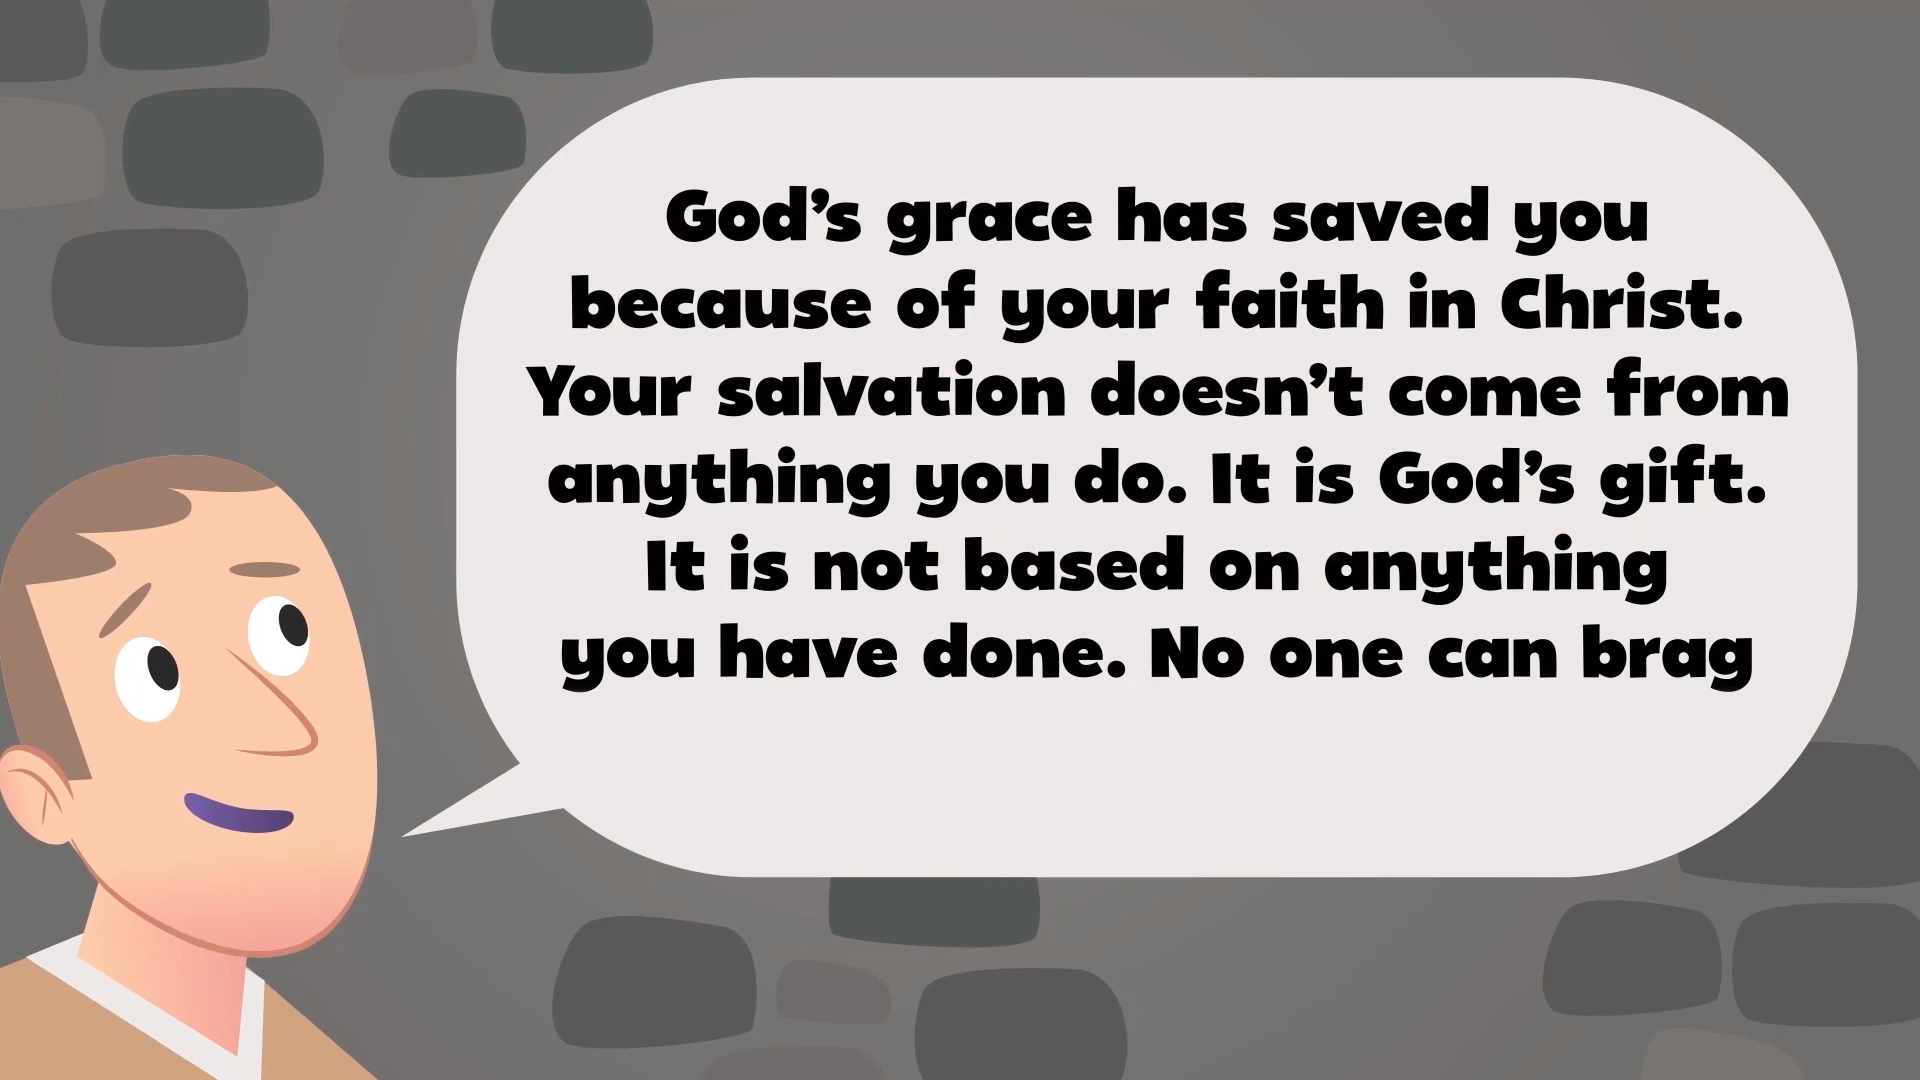 God’s grace has saved you
because of your faith in Christ.
Your salvation doesn’t come from
anything you do. It is God’s gift.
It is not based on anything
you have done. No one can brag